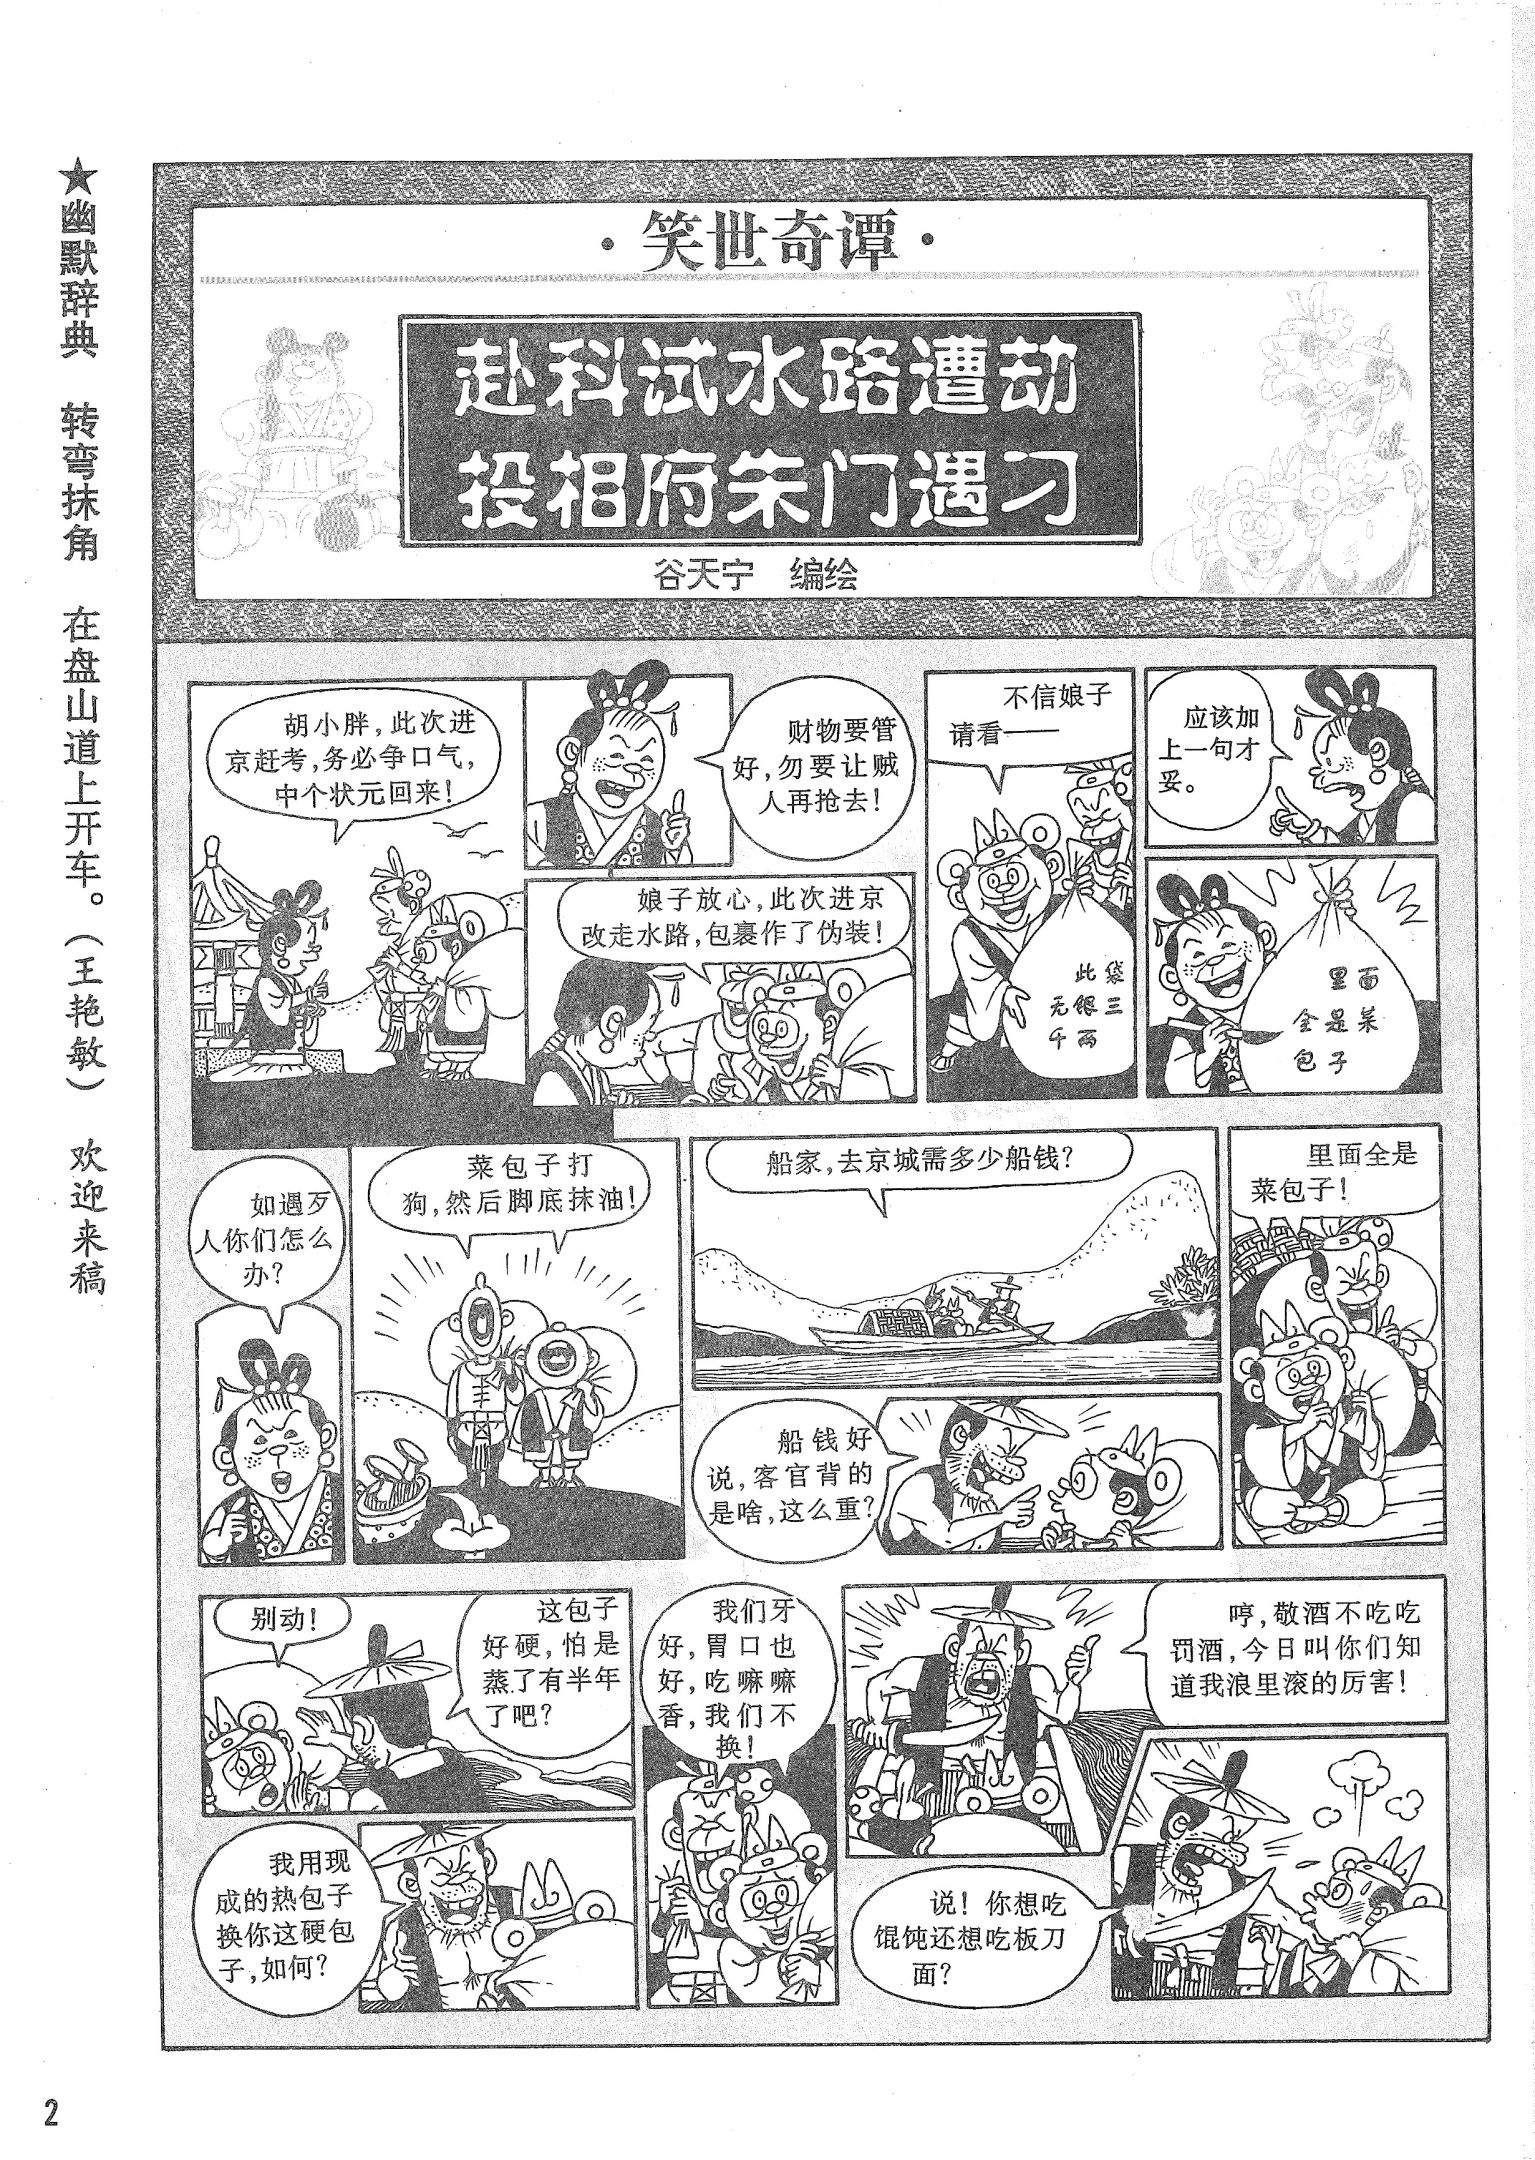 ★幽默辞典 转弯抹角 在盘山道上开车。(王艳敏) 欢迎来稿
·笑世奇谭·
赴科试水路遭劫
投相府朱门遇刁
谷天宁 编绘
胡小胖，此次进
京赶考，务必争口气，
中个状元回来！
财物要管
好，勿要让贼
人再抢去！
娘子放心，此次进京
改走水路，包裹作了伪装！
不信娘子
请看——
此袋
无银三
千两
应该加
上一句才
妥。
里面
全是菜
包子
如遇歹
人你们怎么
办？
菜包子打
狗，然后脚底抹油！
船家，去京城需多少船钱？
船钱好
说，客官背的
是啥，这么重？
里面全是
菜包子！
别动！
这包子
好硬，怕是
蒸了有半年
了吧？
我用现
成的热包子
换你这硬包
子，如何？
我们牙
好，胃口也
好，吃嘛嘛
香，我们不
换！
哼，敬酒不吃吃
罚酒，今日叫你们知
道我浪里滚的厉害！
说！你想吃
馄饨还想吃板刀
面？
2